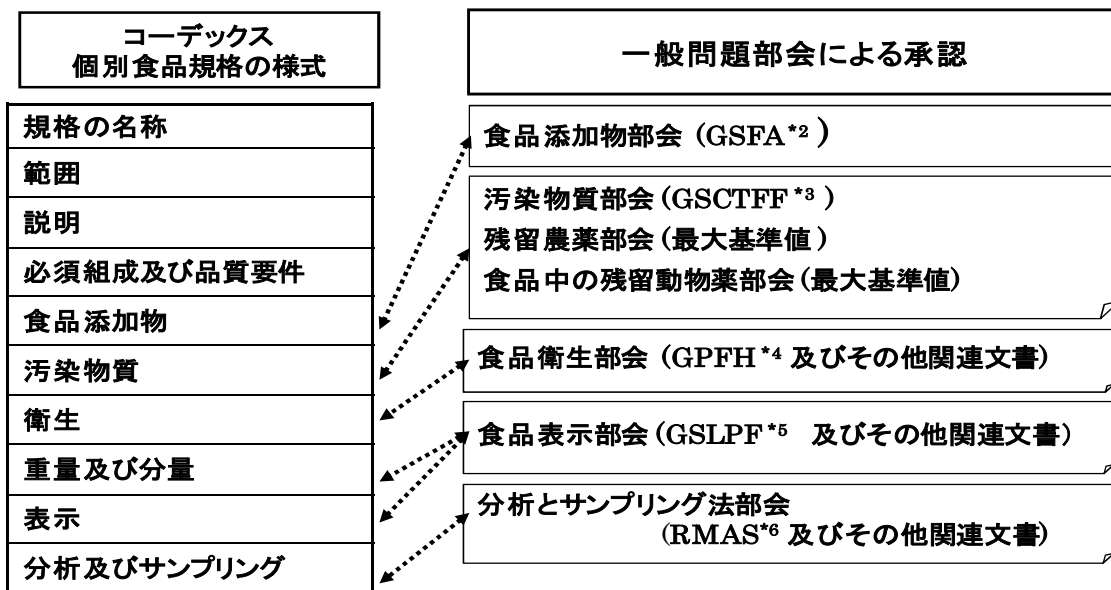 コーデックス
個別食品規格の様式
規格の名称
範囲
説明
必須組成及び品質要件
食品添加物
汚染物質
衛生
重量及び分量
表示
分析及びサンプリング
一般問題部会による承認
食品添加物部会 (GSFA*2)
汚染物質部会(GSCTFF*3)
残留農薬部会(最大基準値)
食品中の残留動物薬部会(最大基準値)
食品衛生部会 (GPFH*4 及びその他関連文書)
食品表示部会(GSLPF*5 及びその他関連文書)
分析とサンプリング法部会
(RMAS*6 及びその他関連文書)